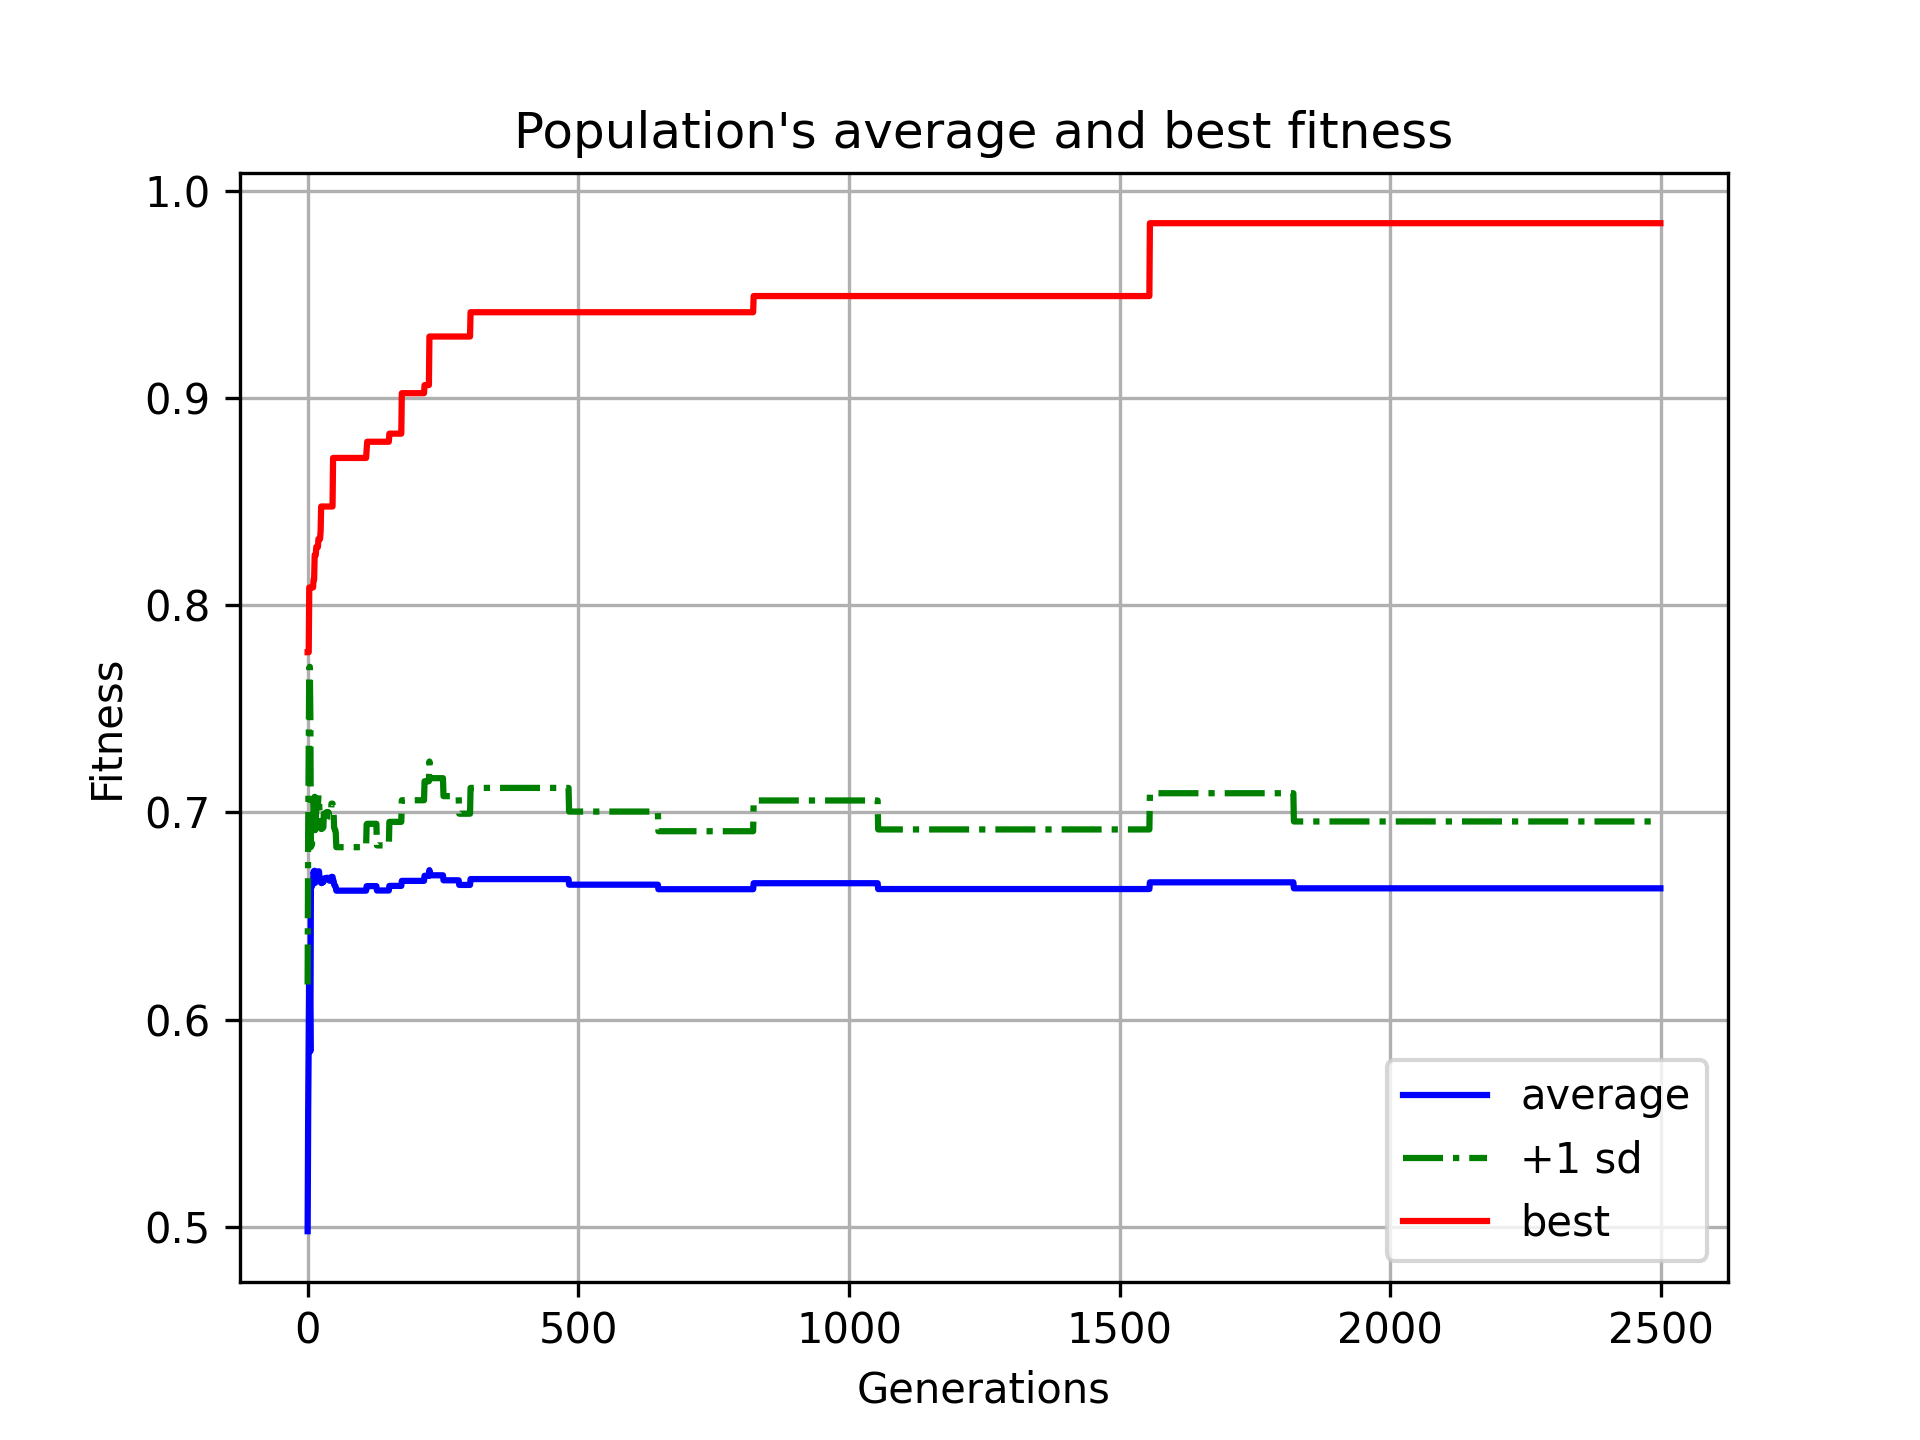 Population's average and best fitness
1.0
0.9
0.8
0.7
0.6
0.5
Fitness
0 500 1000 1500 2000 2500
Generations
average
+1 sd
best